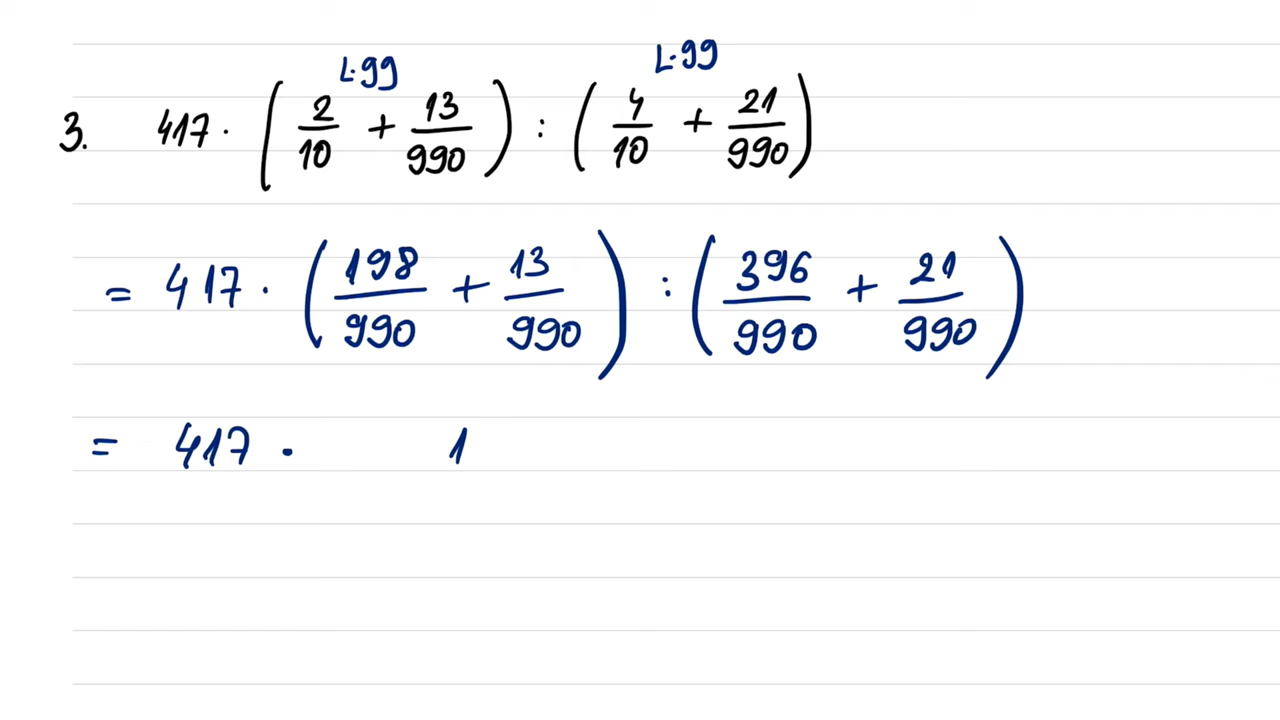 L·99 L·99
3. 417 · (2/10 + 13/990) : (4/10 + 21/990)
= 417 · (198/990 + 13/990) : (396/990 + 21/990)
= 417 · 1